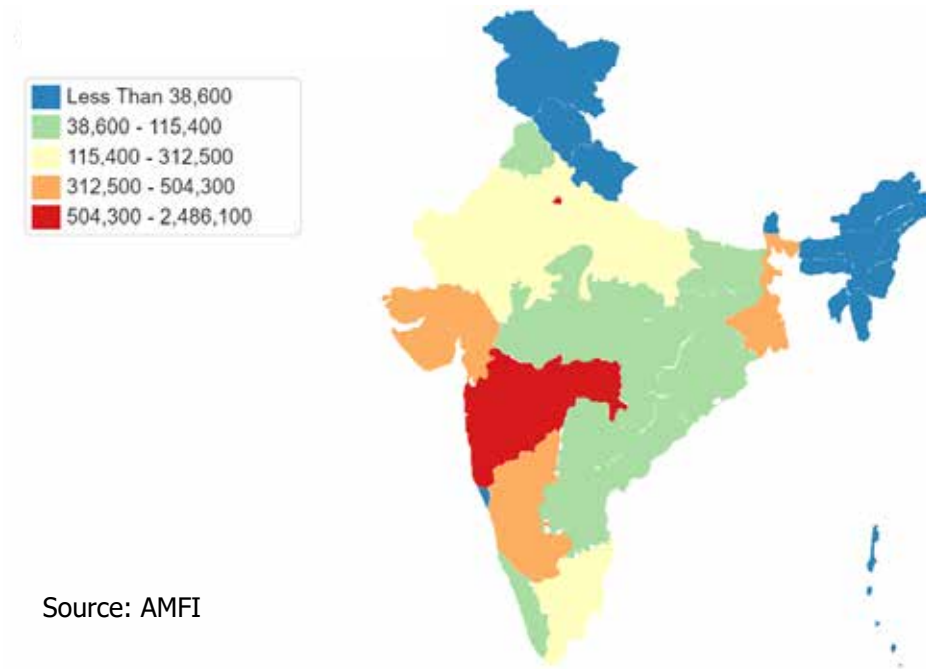 Less Than 38,600
38,600 - 115,400
115,400 - 312,500
312,500 - 504,300
504,300 - 2,486,100
Source: AMFI